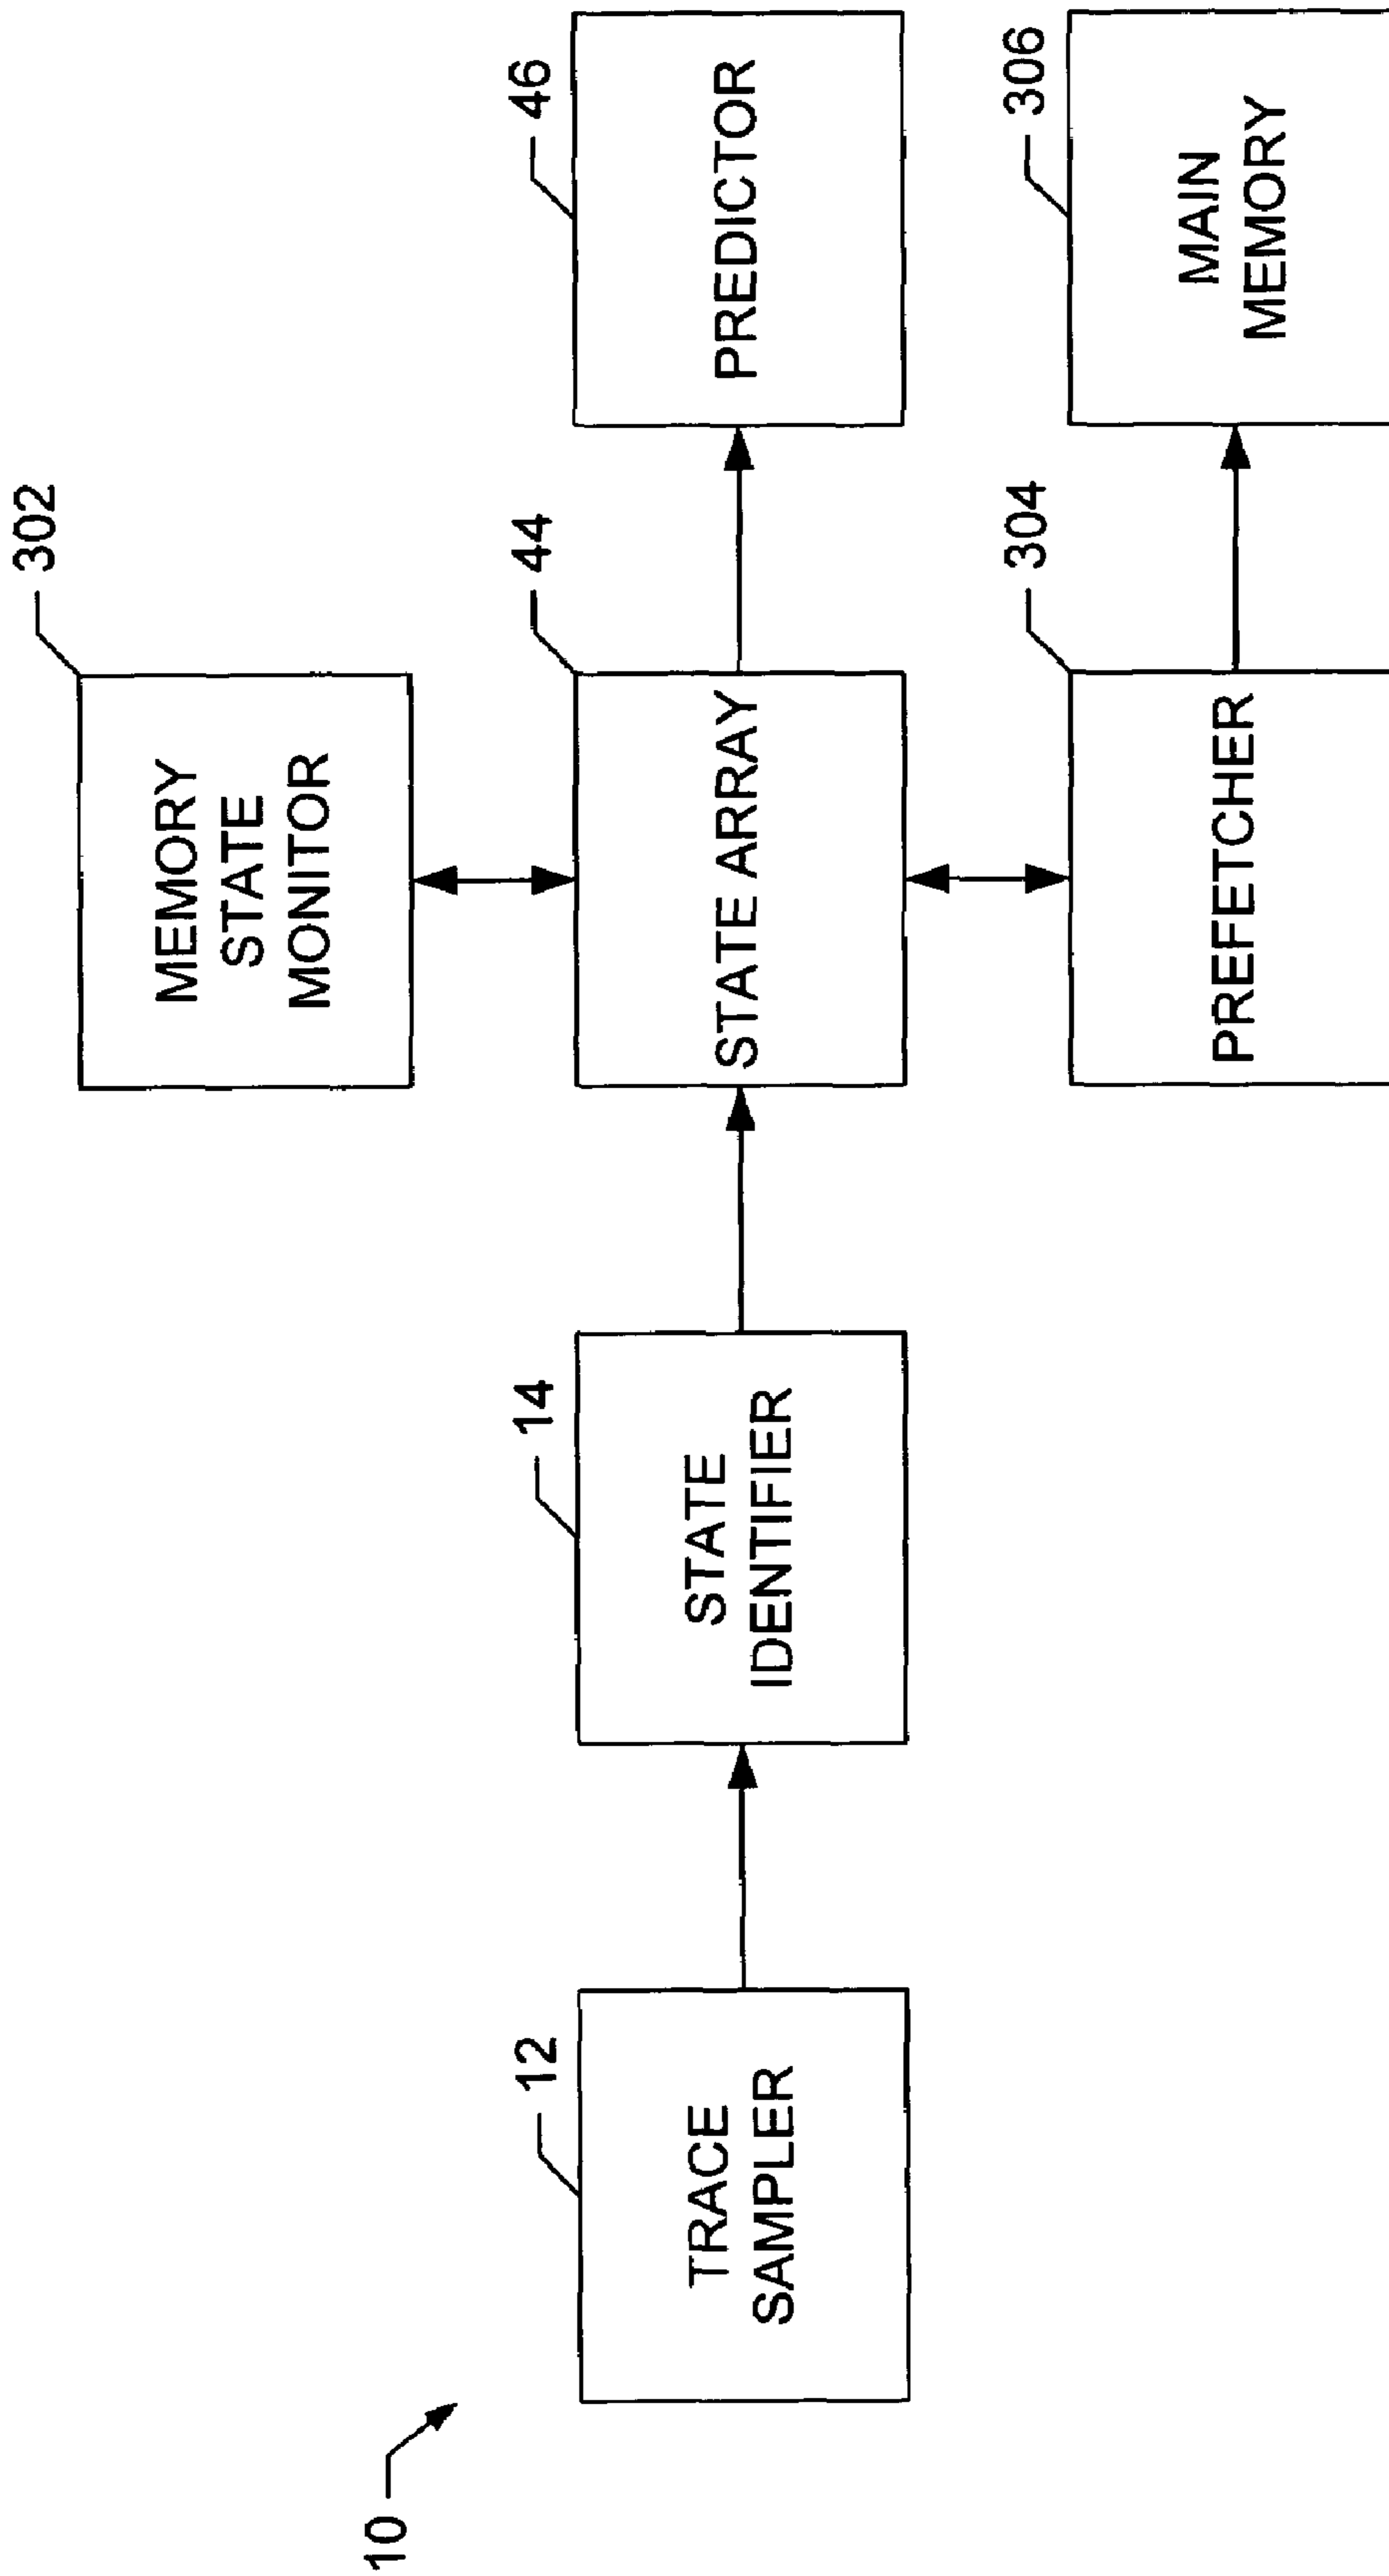 10
12
TRACE
SAMPLER
14
STATE
IDENTIFIER
302
MEMORY
STATE
MONITOR
44
STATE ARRAY
304
PREFETCHER
46
PREDICTOR
306
MAIN
MEMORY